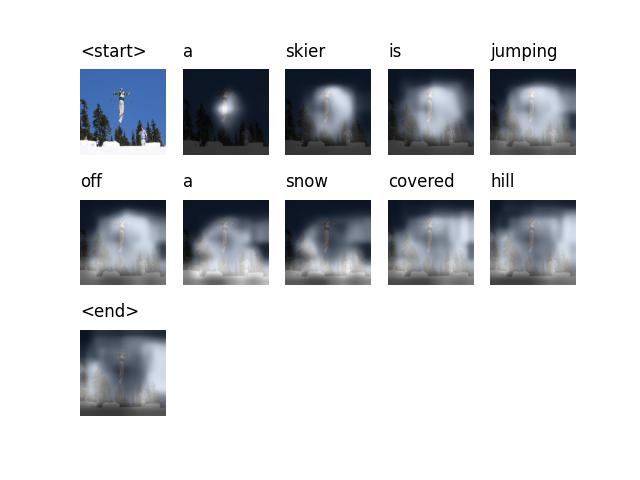 <start> a skier is jumping
off a snow covered hill
<end>